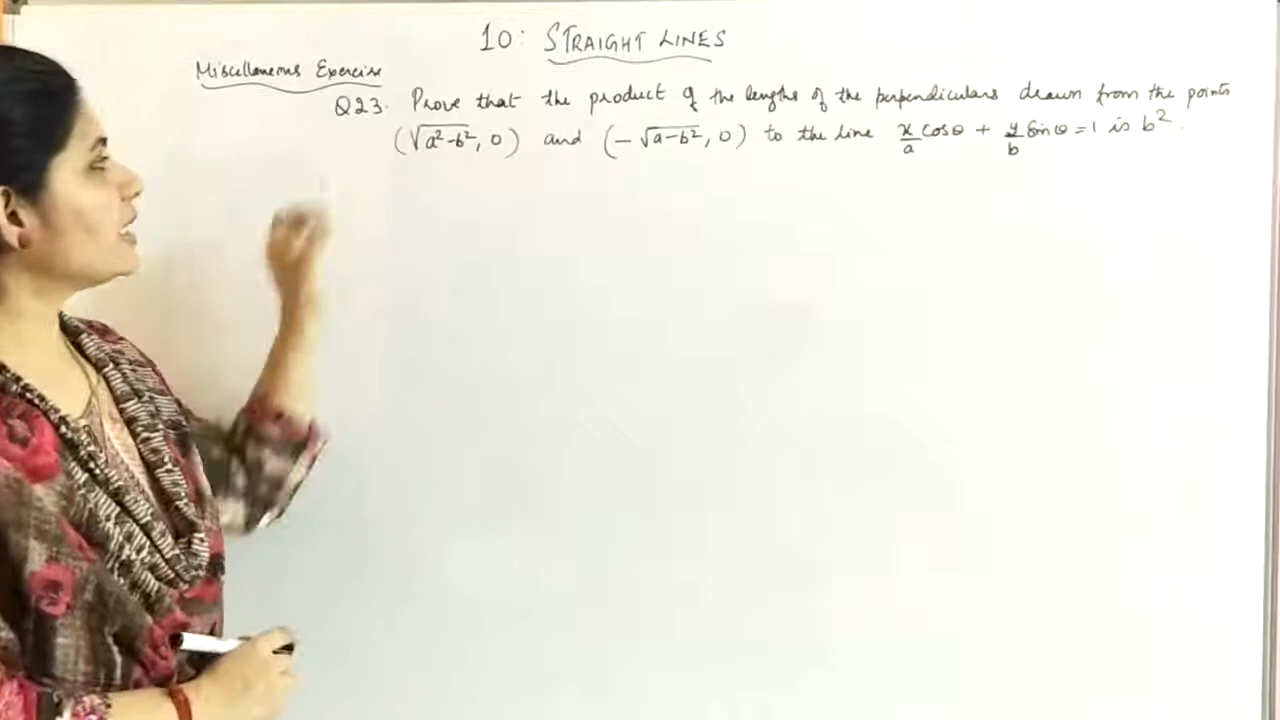 10: STRAIGHT LINES
Miscellaneous Exercise
Q23. Prove that the product of the lengths of the perpendiculars drawn from the points
(√a²-b², 0) and (-√a-b², 0) to the line x/a cosθ + y/b Sinθ = 1 is b².